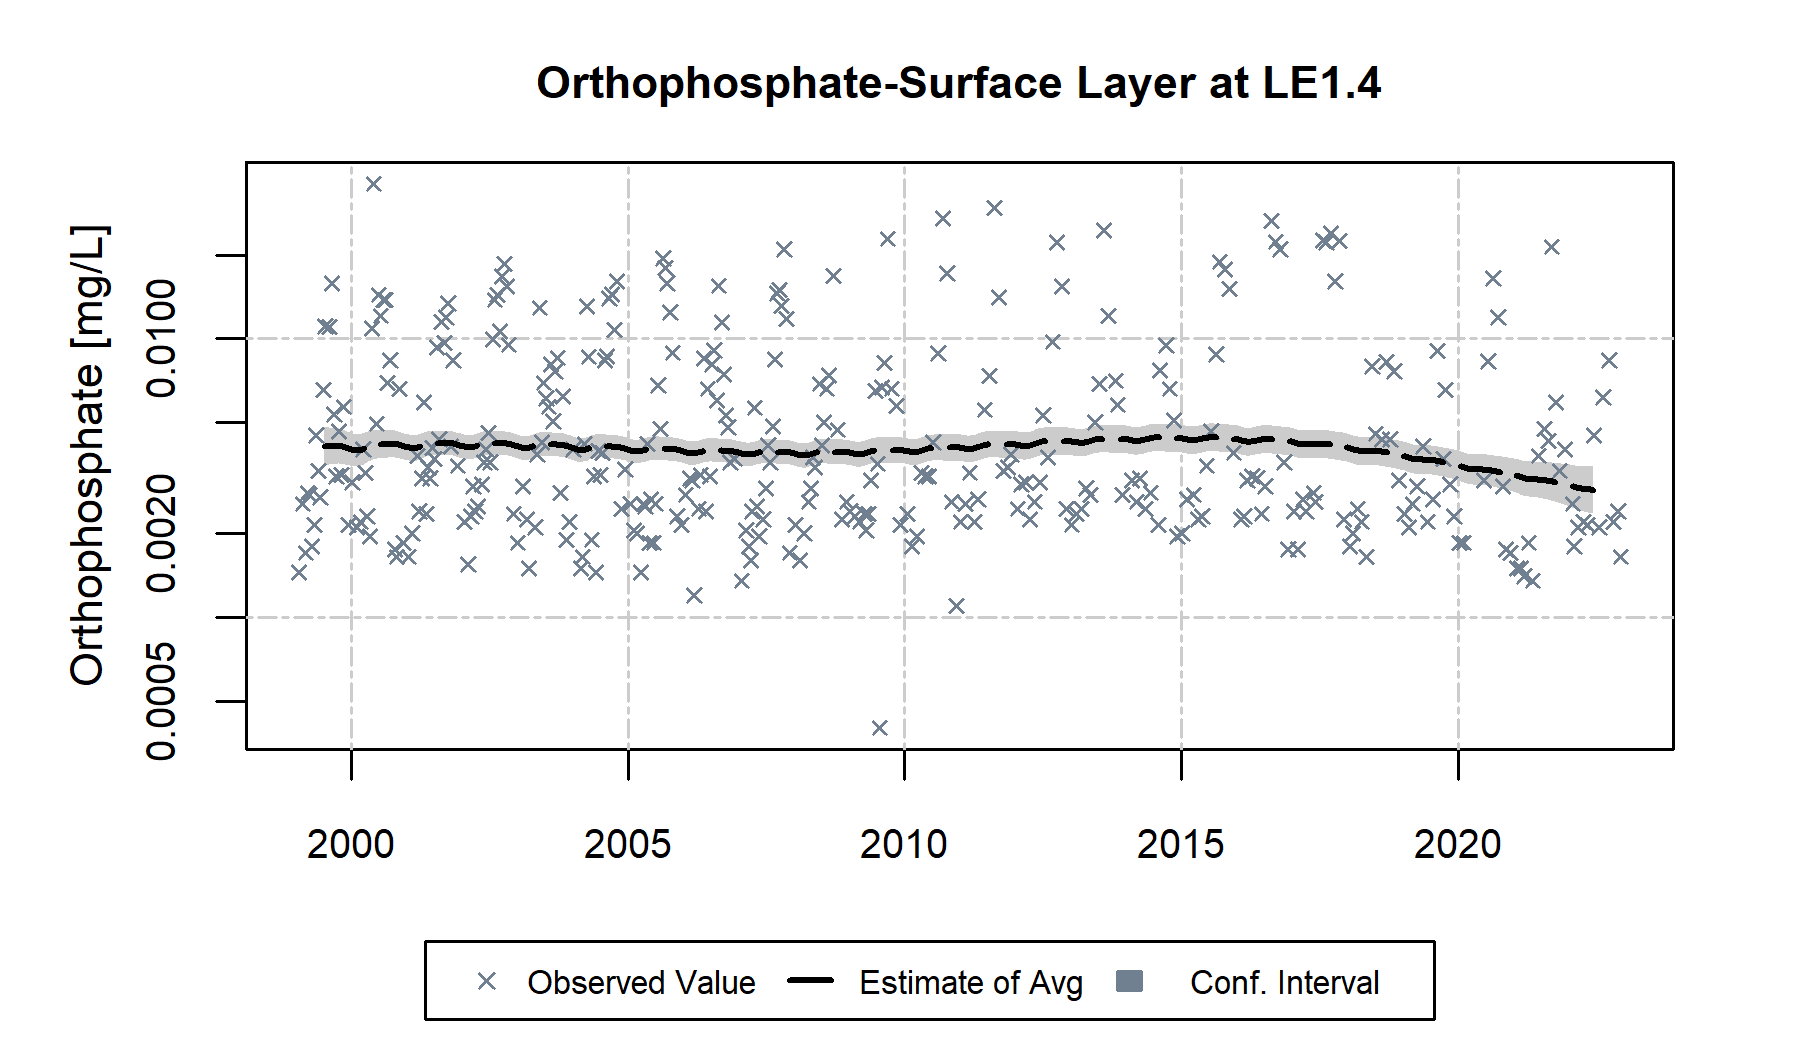 Orthophosphate-Surface Layer at LE1.4
Orthophosphate [mg/L]
0.0100
0.0020
0.0005
2000 2005 2010 2015 2020
Observed Value Estimate of Avg Conf. Interval